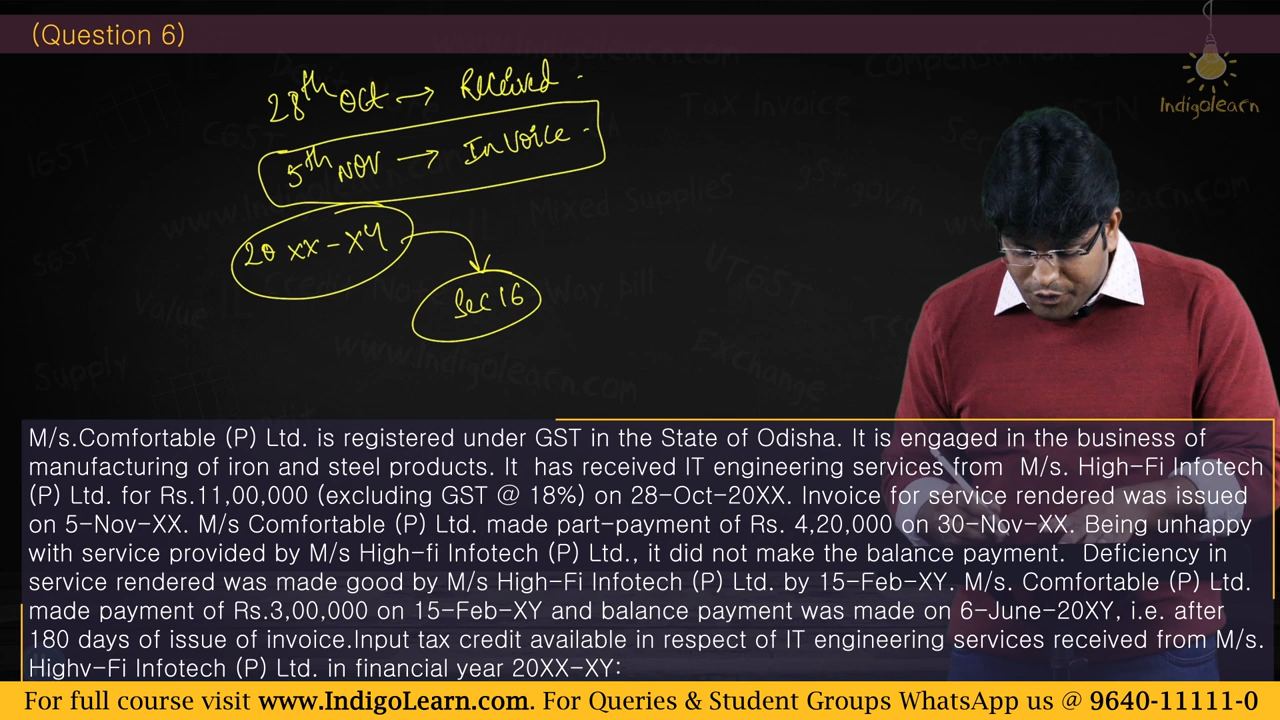 (Question 6)
Indigolearn
28th Oct → Received.
5th Nov → Invoice.
20 XX - XY
Sec 16
M/s.Comfortable (P) Ltd. is registered under GST in the State of Odisha. It is engaged in the business of
manufacturing of iron and steel products. It has received IT engineering services from M/s. High-Fi Infotech
(P) Ltd. for Rs.11,00,000 (excluding GST @ 18%) on 28-Oct-20XX. Invoice for service rendered was issued
on 5-Nov-XX. M/s Comfortable (P) Ltd. made part-payment of Rs. 4,20,000 on 30-Nov-XX. Being unhappy
with service provided by M/s High-fi Infotech (P) Ltd., it did not make the balance payment. Deficiency in
service rendered was made good by M/s High-Fi Infotech (P) Ltd. by 15-Feb-XY. M/s. Comfortable (P) Ltd.
made payment of Rs.3,00,000 on 15-Feb-XY and balance payment was made on 6-June-20XY, i.e. after
180 days of issue of invoice.Input tax credit available in respect of IT engineering services received from M/s.
Highv-Fi Infotech (P) Ltd. in financial year 20XX-XY:
For full course visit www.IndigoLearn.com. For Queries & Student Groups WhatsApp us @ 9640-11111-0